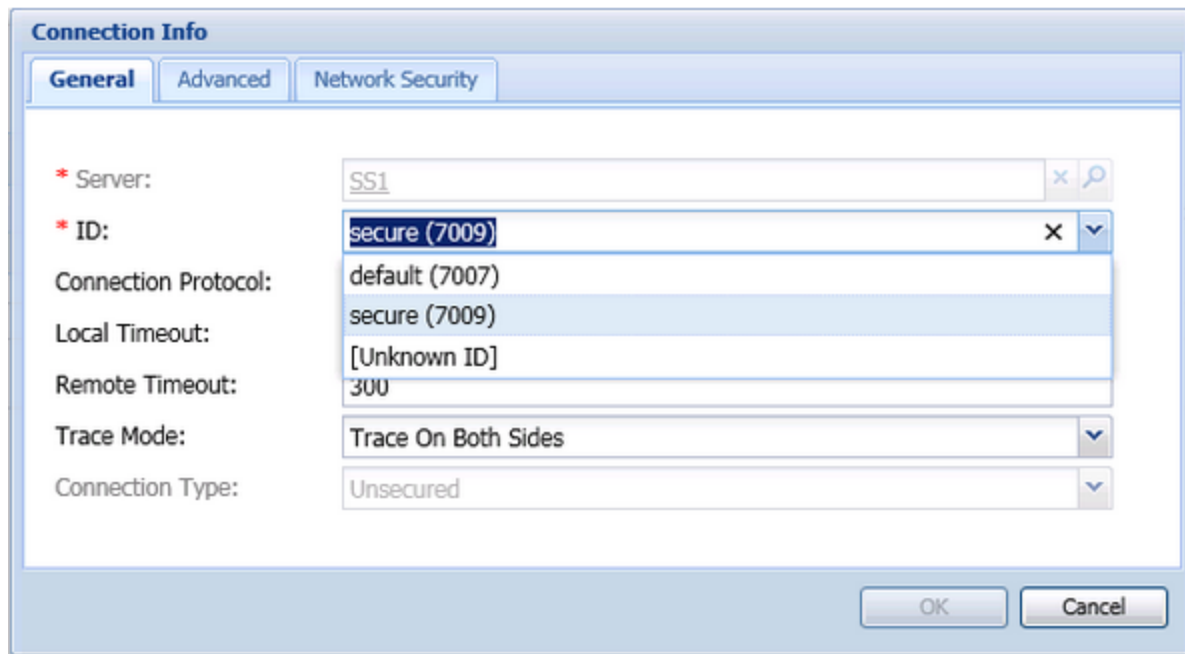 Connection Info
General Advanced Network Security
* Server: SS1
* ID: secure (7009)
default (7007)
Connection Protocol:
secure (7009)
Local Timeout:
[Unknown ID]
Remote Timeout: 300
Trace Mode: Trace On Both Sides
Connection Type: Unsecured
OK Cancel